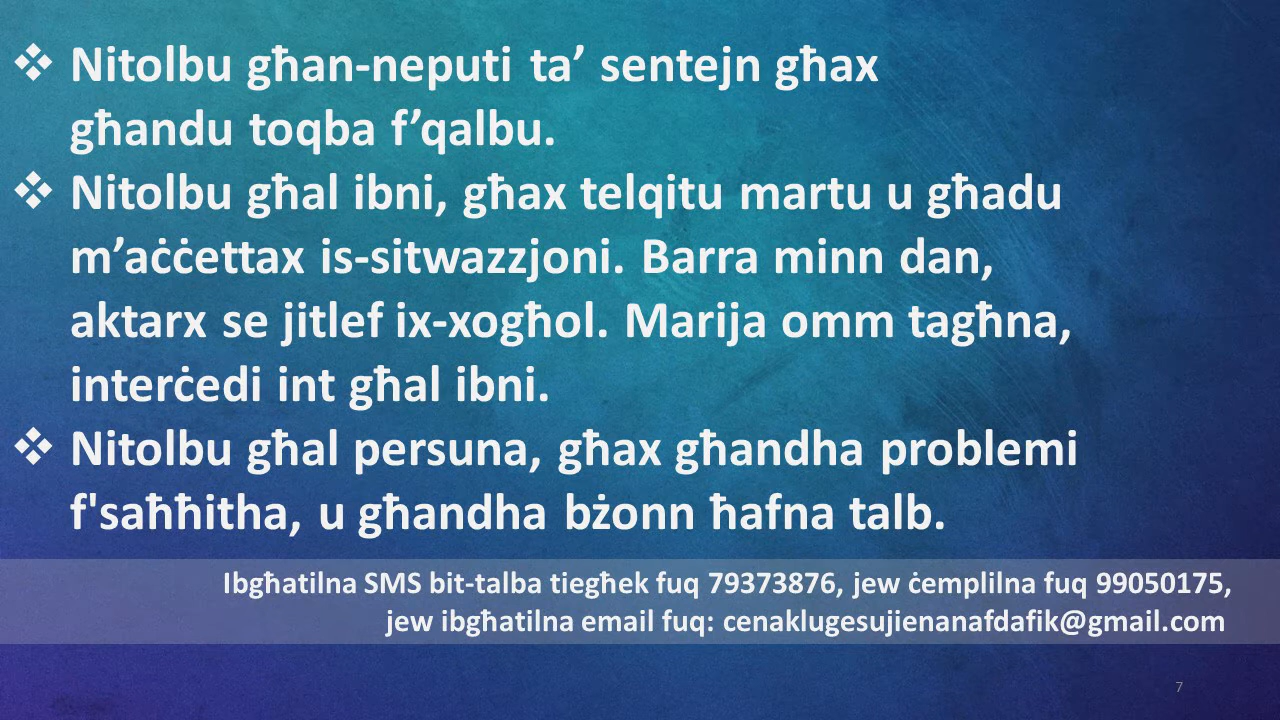 ❖ Nitolbu għan-neputi ta’ sentejn għax
għandu toqba f’qalbu.
❖ Nitolbu għal ibni, għax telqitu martu u għadu
m’aċċettax is-sitwazzjoni. Barra minn dan,
aktarx se jitlef ix-xogħol. Marija omm tagħna,
interċedi int għal ibni.
❖ Nitolbu għal persuna, għax għandha problemi
f'saħħitha, u għandha bżonn ħafna talb.
Ibgħatilna SMS bit-talba tiegħek fuq 79373876, jew ċemplilna fuq 99050175,
jew ibgħatilna email fuq: cenaklugesujienanafdafik@gmail.com
7